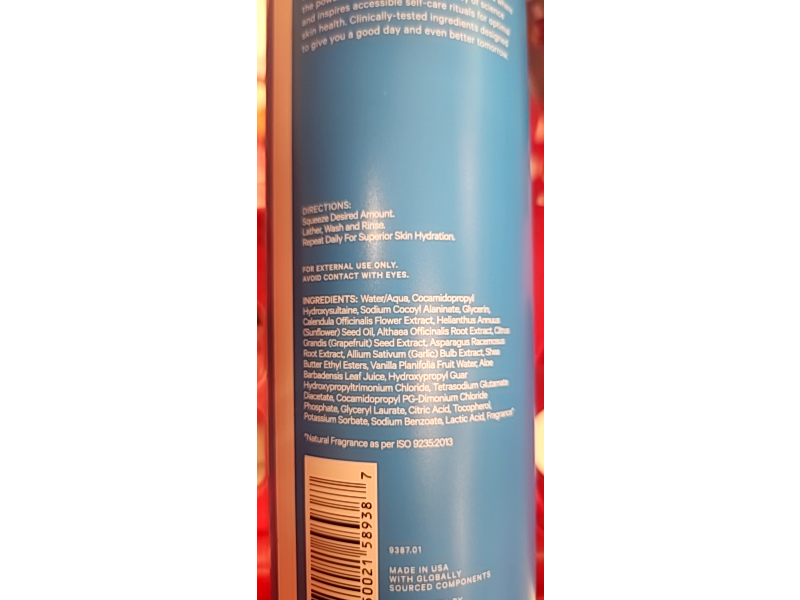 the pow of science
and inspires accessible self-care rituals for optimal
skin health. Clinically-tested ingredients designed
to give you a good day and even better tomorrow.
DIRECTIONS:
Squeeze Desired Amount.
Lather, Wash and Rinse.
Repeat Daily For Superior Skin Hydration.
FOR EXTERNAL USE ONLY.
AVOID CONTACT WITH EYES.
INGREDIENTS: Water/Aqua, Cocamidopropyl
Hydroxysultaine, Sodium Cocoyl Alaninate, Glycerin,
Calendula Officinalis Flower Extract, Helianthus Annuus
(Sunflower) Seed Oil, Althaea Officinalis Root Extract, Citrus
Grandis (Grapefruit) Seed Extract, Asparagus Racemosus
Root Extract, Allium Sativum (Garlic) Bulb Extract, Shea
Butter Ethyl Esters, Vanilla Planifolia Fruit Water, Aloe
Barbadensis Leaf Juice, Hydroxypropyl Guar
Hydroxypropyltrimonium Chloride, Tetrasodium Glutamate
Diacetate, Cocamidopropyl PG-Dimonium Chloride
Phosphate, Glyceryl Laurate, Citric Acid, Tocopherol,
Potassium Sorbate, Sodium Benzoate, Lactic Acid, Fragrance*
*Natural Fragrance as per ISO 9235:2013
50021 58938 7
9387.01
MADE IN USA
WITH GLOBALLY
SOURCED COMPONENTS